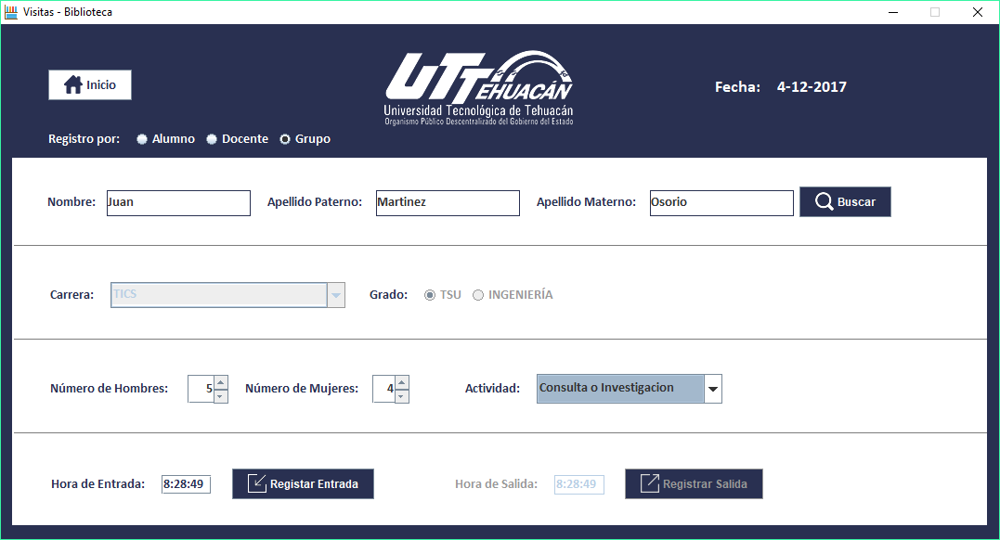 Visitas - Biblioteca
Inicio
UTTEHUACÁN
Universidad Tecnológica de Tehuacán
Organismo Público Descentralizado del Gobierno del Estado
Fecha: 4-12-2017
Registro por: Alumno Docente Grupo
Nombre: Juan Apellido Paterno: Martinez Apellido Materno: Osorio Buscar
Carrera: TICS Grado: TSU INGENIERÍA
Número de Hombres: 5 Número de Mujeres: 4 Actividad: Consulta o Investigacion
Hora de Entrada: 8:28:49 Registar Entrada Hora de Salida: 8:28:49 Registrar Salida